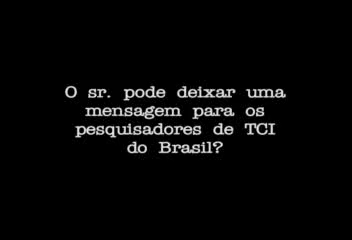 O sr. pode deixar uma
mensagem para os
pesquisadores de TCI
do Brasil?